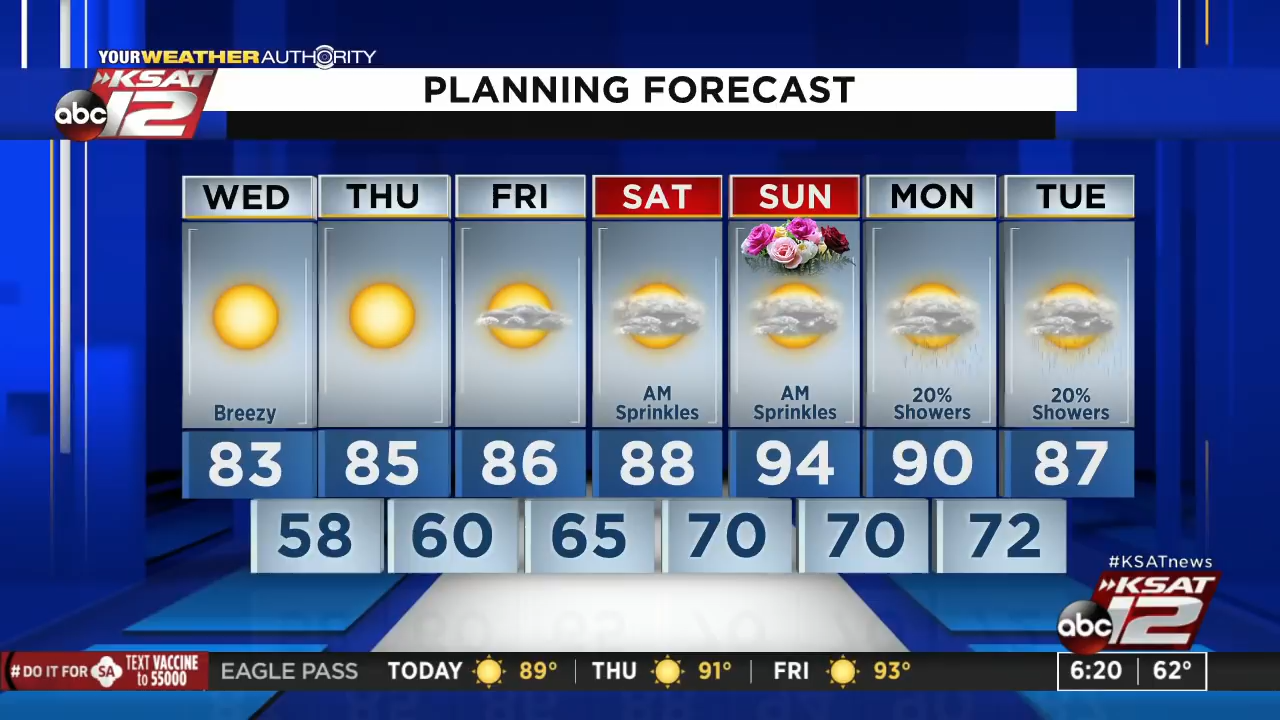 YOUR WEATHER AUTHORITY
KSAT
abc 12
PLANNING FORECAST
WED THU FRI SAT SUN MON TUE
Breezy
AM Sprinkles
AM Sprinkles
20% Showers
20% Showers
83 85 86 88 94 90 87
58 60 65 70 70 72
#KSATnews
KSAT
abc 12
#DO IT FOR SA
TEXT VACCINE
to 55000
EAGLE PASS TODAY 89° THU 91° FRI 93°
6:20 62°